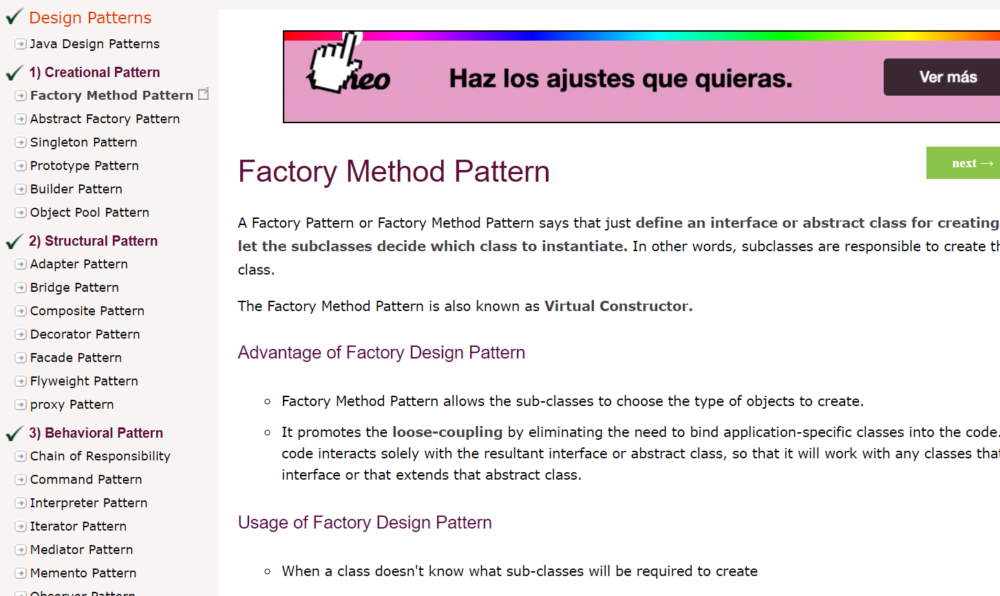 Design Patterns
Java Design Patterns
1) Creational Pattern
Factory Method Pattern
Abstract Factory Pattern
Singleton Pattern
Prototype Pattern
Builder Pattern
Object Pool Pattern
2) Structural Pattern
Adapter Pattern
Bridge Pattern
Composite Pattern
Decorator Pattern
Facade Pattern
Flyweight Pattern
proxy Pattern
3) Behavioral Pattern
Chain of Responsibility
Command Pattern
Interpreter Pattern
Iterator Pattern
Mediator Pattern
Memento Pattern
Observer Pattern
neo
Haz los ajustes que quieras.
Ver más
Factory Method Pattern
next →
A Factory Pattern or Factory Method Pattern says that just define an interface or abstract class for creating
let the subclasses decide which class to instantiate. In other words, subclasses are responsible to create
class.
The Factory Method Pattern is also known as Virtual Constructor.
Advantage of Factory Design Pattern
Factory Method Pattern allows the sub-classes to choose the type of objects to create.
It promotes the loose-coupling by eliminating the need to bind application-specific classes into the code.
code interacts solely with the resultant interface or abstract class, so that it will work with any classes
interface or that extends that abstract class.
Usage of Factory Design Pattern
When a class doesn't know what sub-classes will be required to create